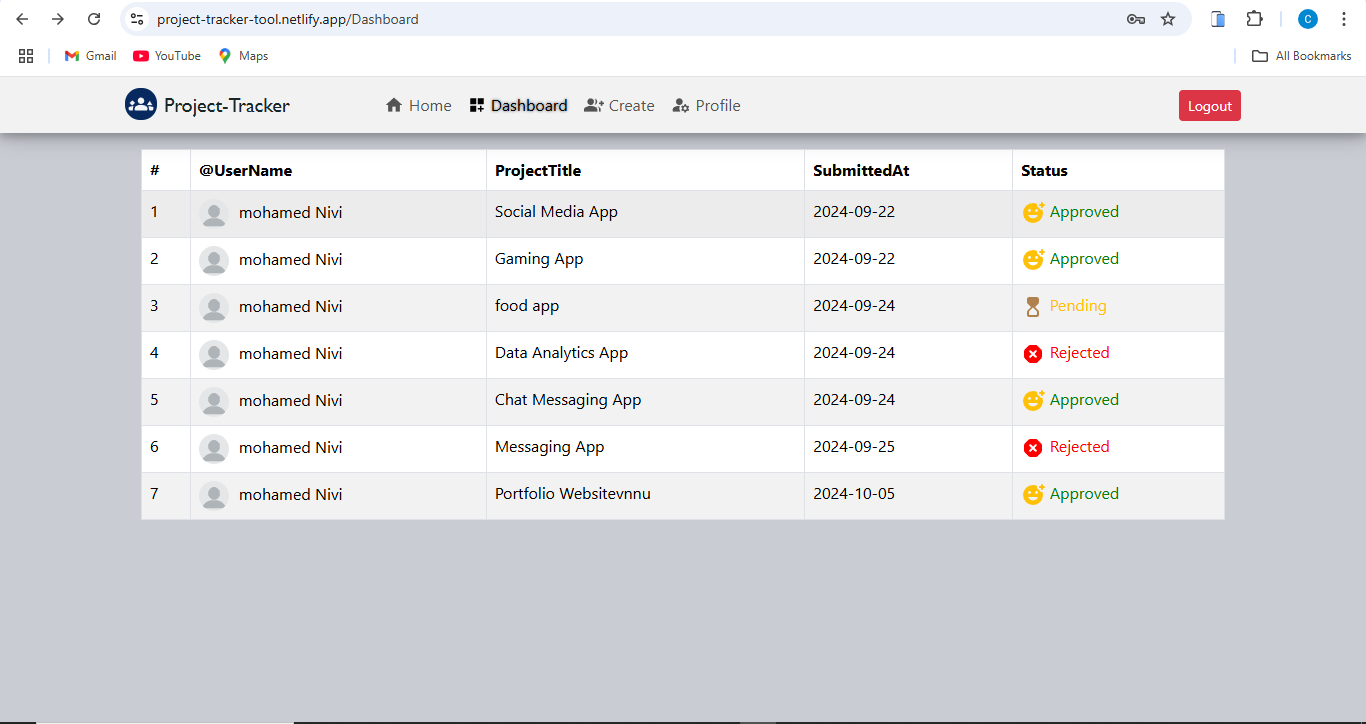 project-tracker-tool.netlify.app/Dashboard
C
Gmail YouTube Maps All Bookmarks
Project-Tracker Home Dashboard Create Profile Logout
# @UserName ProjectTitle SubmittedAt Status
1 mohamed Nivi Social Media App 2024-09-22 Approved
2 mohamed Nivi Gaming App 2024-09-22 Approved
3 mohamed Nivi food app 2024-09-24 Pending
4 mohamed Nivi Data Analytics App 2024-09-24 Rejected
5 mohamed Nivi Chat Messaging App 2024-09-24 Approved
6 mohamed Nivi Messaging App 2024-09-25 Rejected
7 mohamed Nivi Portfolio Websitevnnu 2024-10-05 Approved